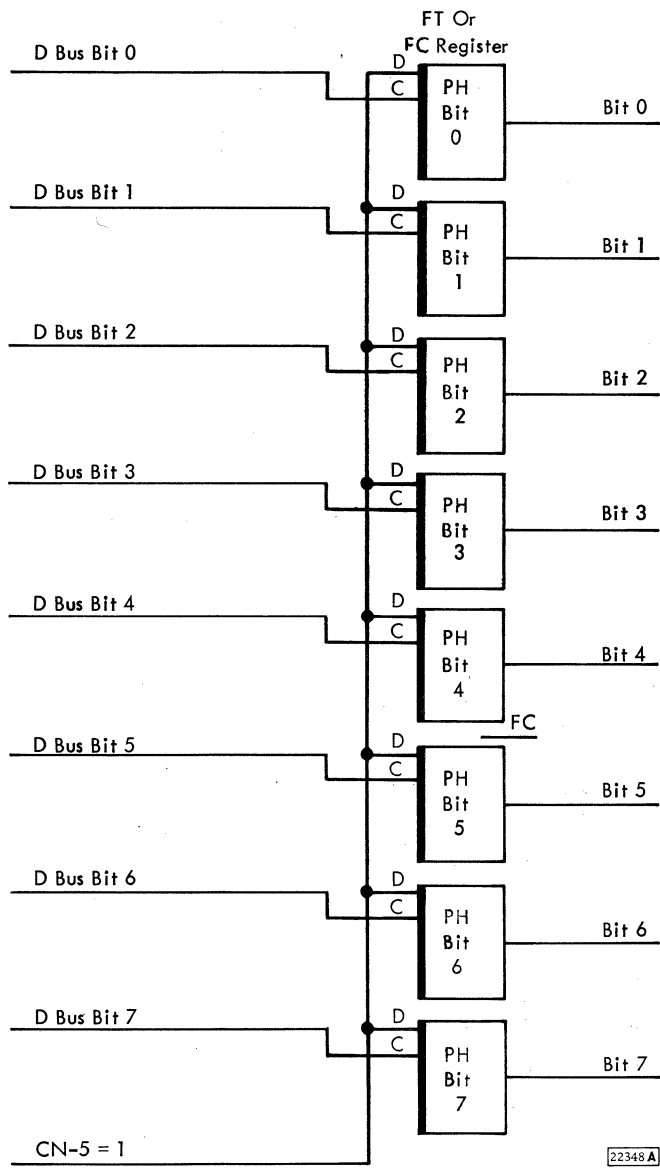 FT Or
FC Register
D Bus Bit 0
D
C
PH
Bit
0
Bit 0
D Bus Bit 1
D
C
PH
Bit
1
Bit 1
D Bus Bit 2
D
C
PH
Bit
2
Bit 2
D Bus Bit 3
D
C
PH
Bit
3
Bit 3
D Bus Bit 4
D
C
PH
Bit
4
Bit 4
FC
D Bus Bit 5
D
C
PH
Bit
5
Bit 5
D Bus Bit 6
D
C
PH
Bit
6
Bit 6
D Bus Bit 7
D
C
PH
Bit
7
Bit 7
CN-5 = 1
22348 A